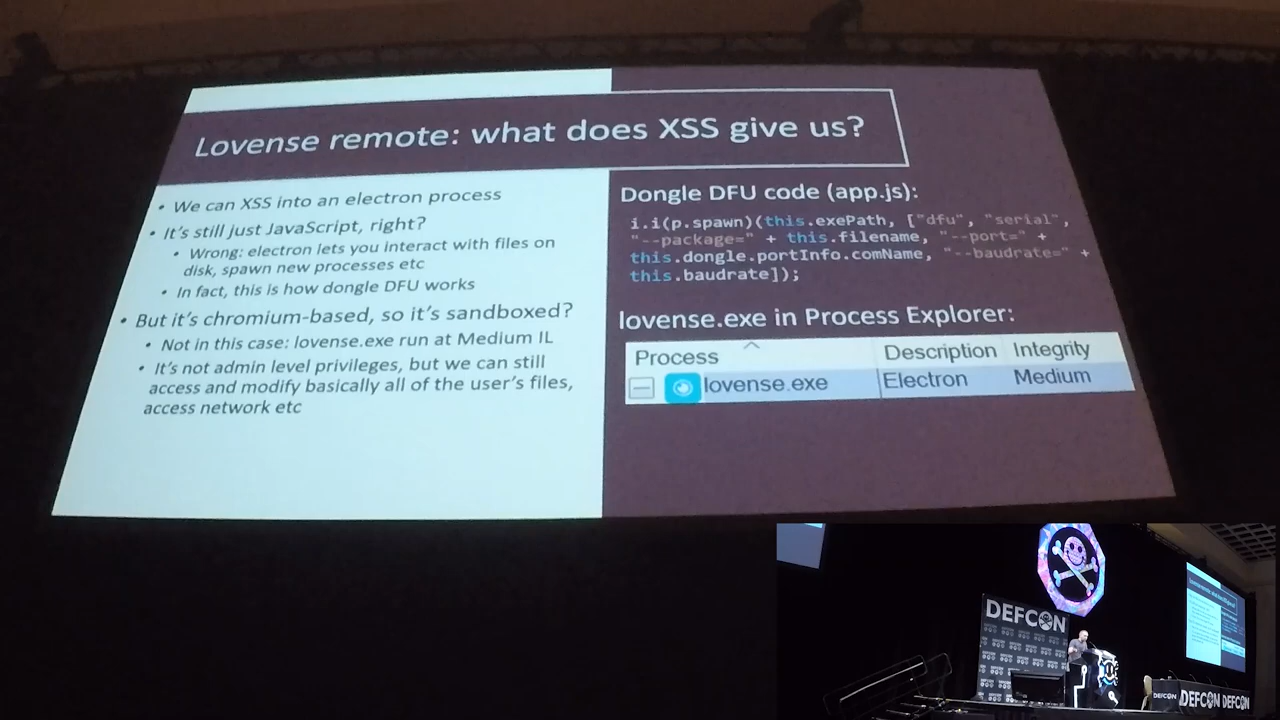 Lovense remote: what does XSS give us?
• We can XSS into an electron process
• It's still just JavaScript, right?
• Wrong: electron lets you interact with files on
disk, spawn new processes etc
• In fact, this is how dongle DFU works
• But it's chromium-based, so it's sandboxed?
• Not in this case: lovense.exe run at Medium IL
• It's not admin level privileges, but we can still
access and modify basically all of the user's files,
access network etc
Dongle DFU code (app.js):
i.i(p.spawn)(this.exePath, ["dfu", "serial",
"--package=" + this.filename, "--port=" +
this.dongle.portInfo.comName, "--baudrate=" +
this.baudrate]);
lovense.exe in Process Explorer:
Process Description Integrity
lovense.exe Electron Medium
DEFCON
DEFCON DEFCON DEFCON